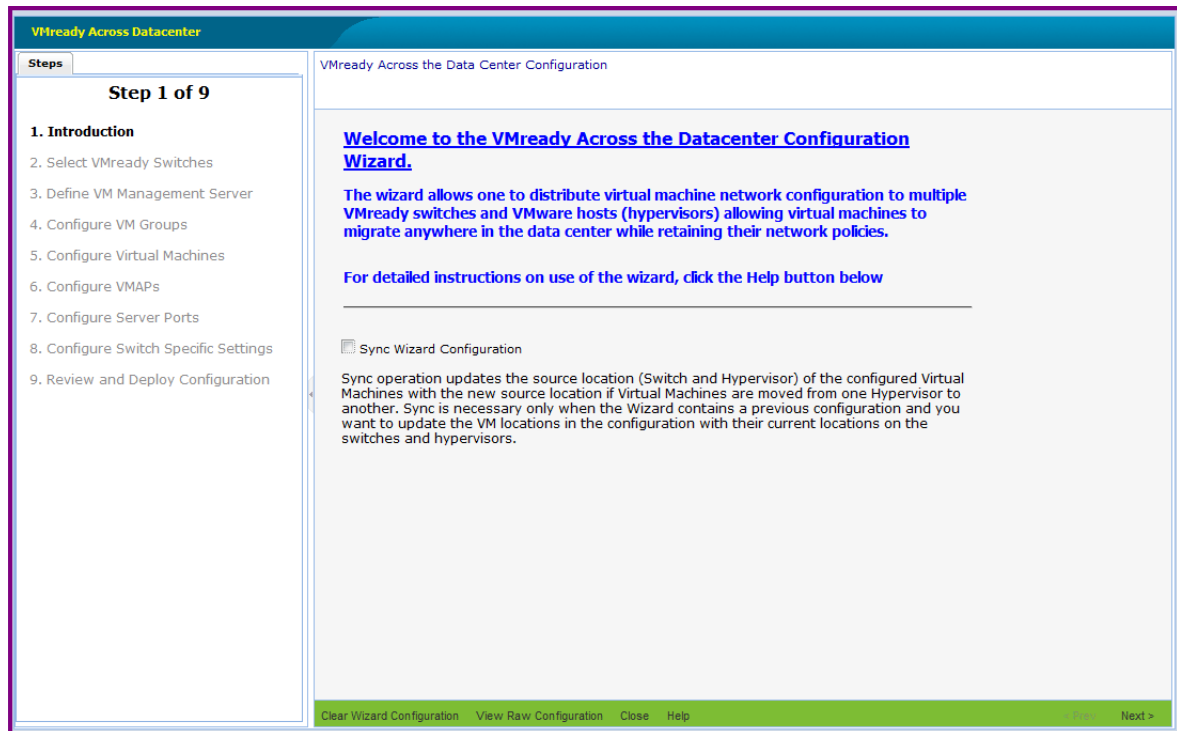 VMready Across Datacenter
Steps
Step 1 of 9
1. Introduction
2. Select VMready Switches
3. Define VM Management Server
4. Configure VM Groups
5. Configure Virtual Machines
6. Configure VMAPs
7. Configure Server Ports
8. Configure Switch Specific Settings
9. Review and Deploy Configuration
VMready Across the Data Center Configuration
Welcome to the VMready Across the Datacenter Configuration
Wizard.
The wizard allows one to distribute virtual machine network configuration to multiple
VMready switches and VMware hosts (hypervisors) allowing virtual machines to
migrate anywhere in the data center while retaining their network policies.
For detailed instructions on use of the wizard, click the Help button below
Sync Wizard Configuration
Sync operation updates the source location (Switch and Hypervisor) of the configured Virtual
Machines with the new source location if Virtual Machines are moved from one Hypervisor to
another. Sync is necessary only when the Wizard contains a previous configuration and you
want to update the VM locations in the configuration with their current locations on the
switches and hypervisors.
Clear Wizard Configuration View Raw Configuration Close Help < Prev Next >